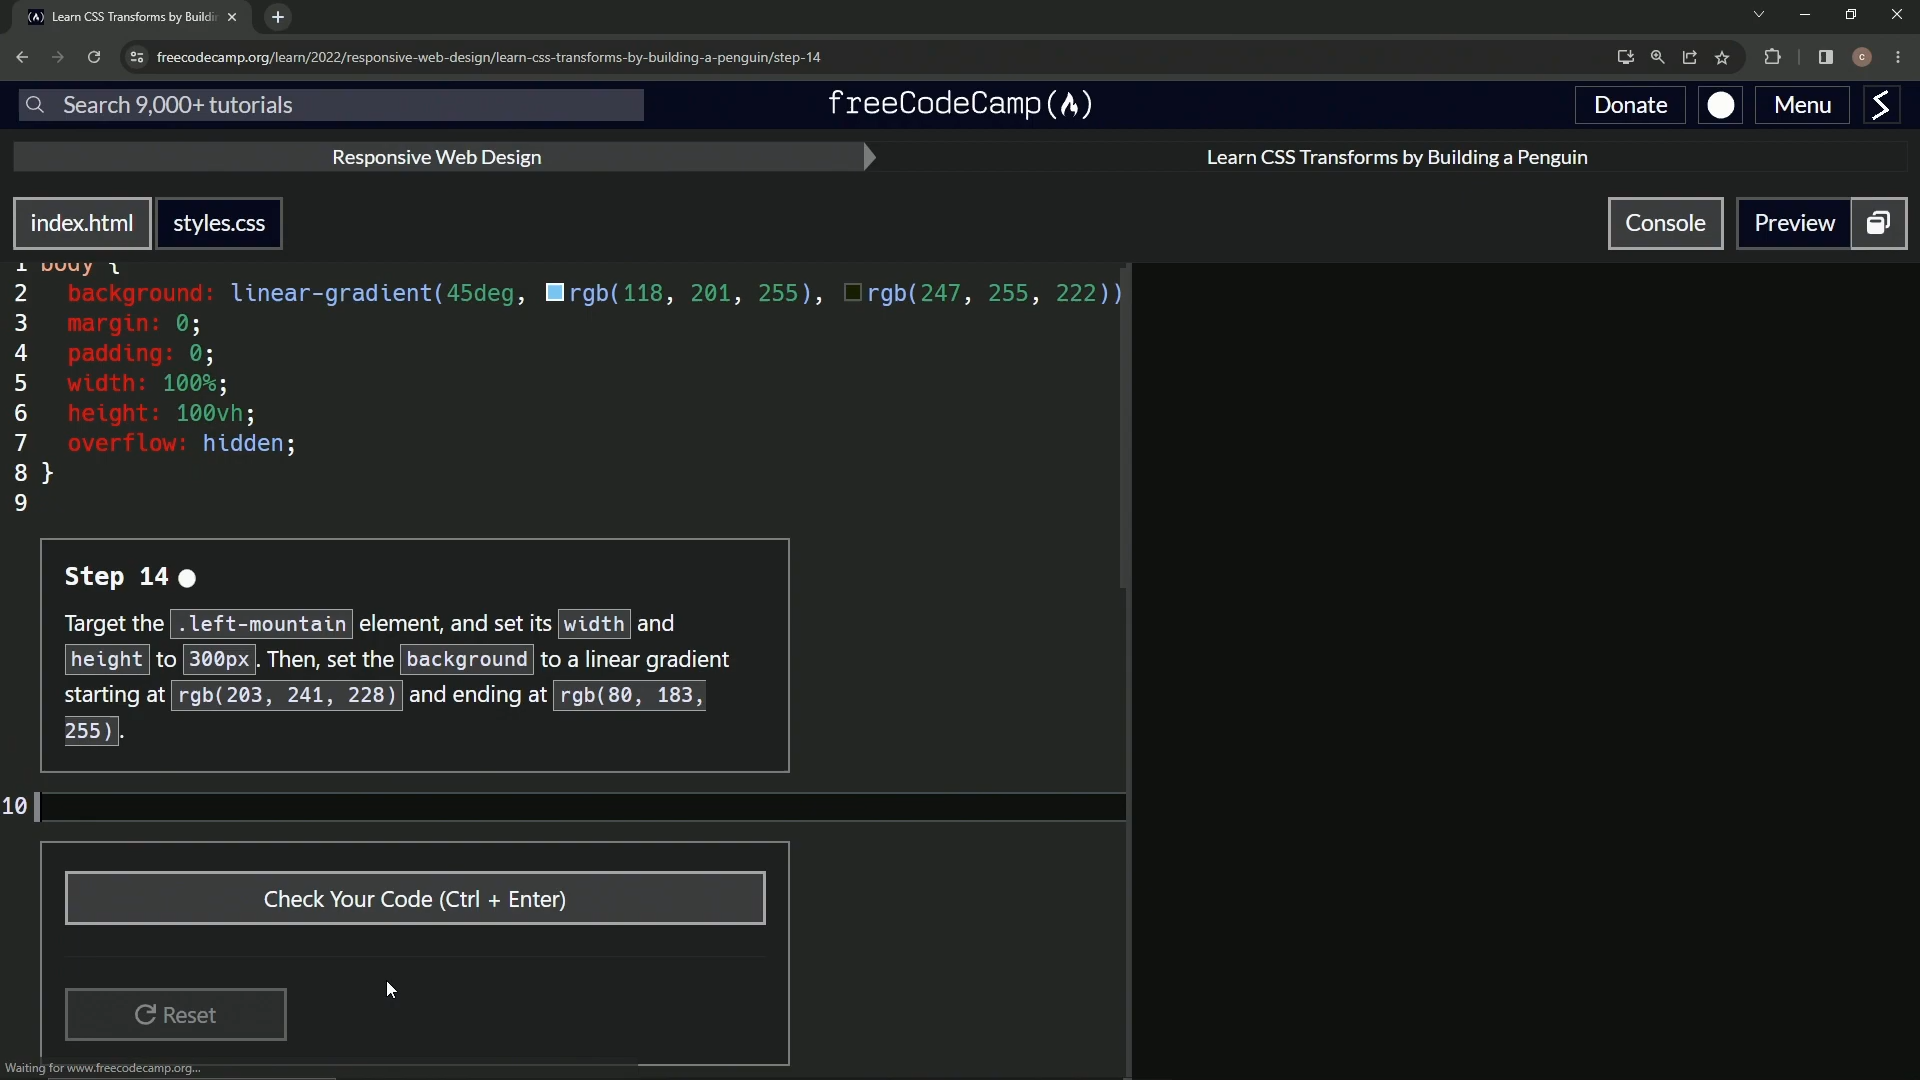 Learn CSS Transforms by Buildin
freecodecamp.org/learn/2022/responsive-web-design/learn-css-transforms-by-building-a-penguin/step-14
C
Search 9,000+ tutorials
freeCodeCamp(🔥)
Donate
Menu
Responsive Web Design
Learn CSS Transforms by Building a Penguin
index.html
styles.css
Console
Preview
1 body {
2 background: linear-gradient(45deg, rgb(118, 201, 255), rgb(247, 255, 222))
3 margin: 0;
4 padding: 0;
5 width: 100%;
6 height: 100vh;
7 overflow: hidden;
8 }
9
Step 14
Target the .left-mountain element, and set its width and
height to 300px. Then, set the background to a linear gradient
starting at rgb(203, 241, 228) and ending at rgb(80, 183,
255).
10
Check Your Code (Ctrl + Enter)
Reset
Waiting for www.freecodecamp.org...